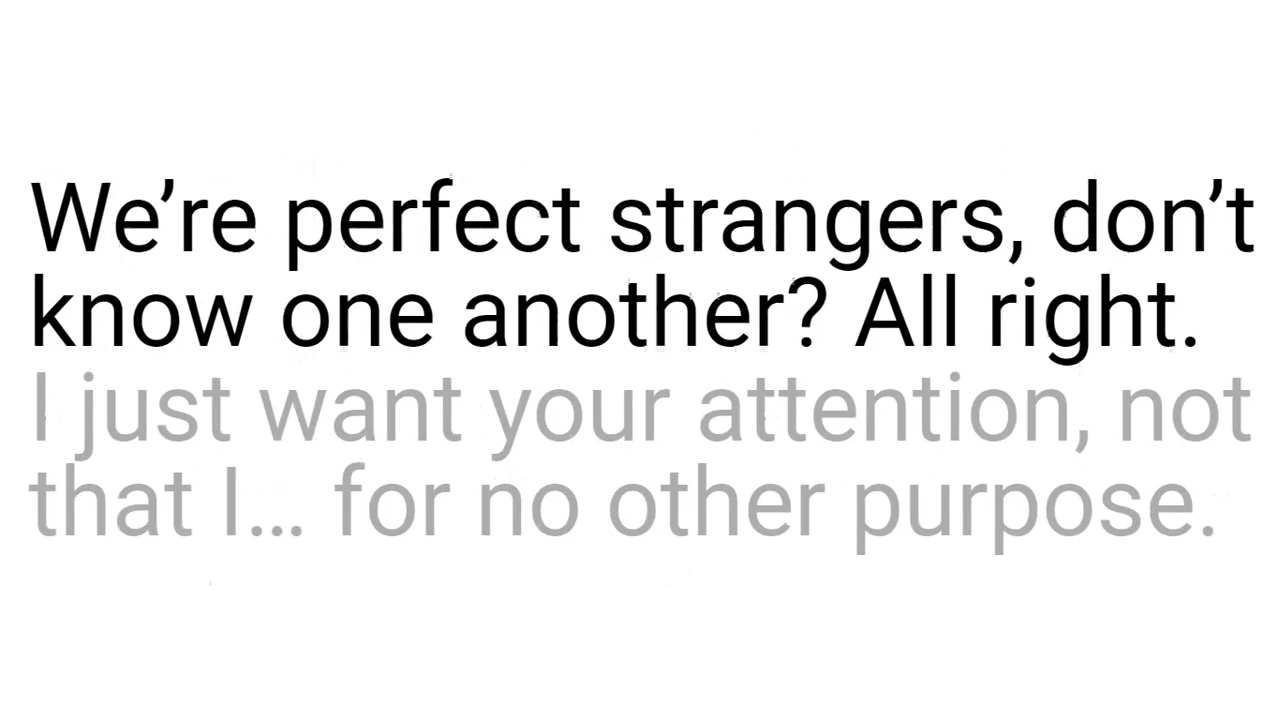 We’re perfect strangers, don’t
know one another? All right.
I just want your attention, not
that I… for no other purpose.